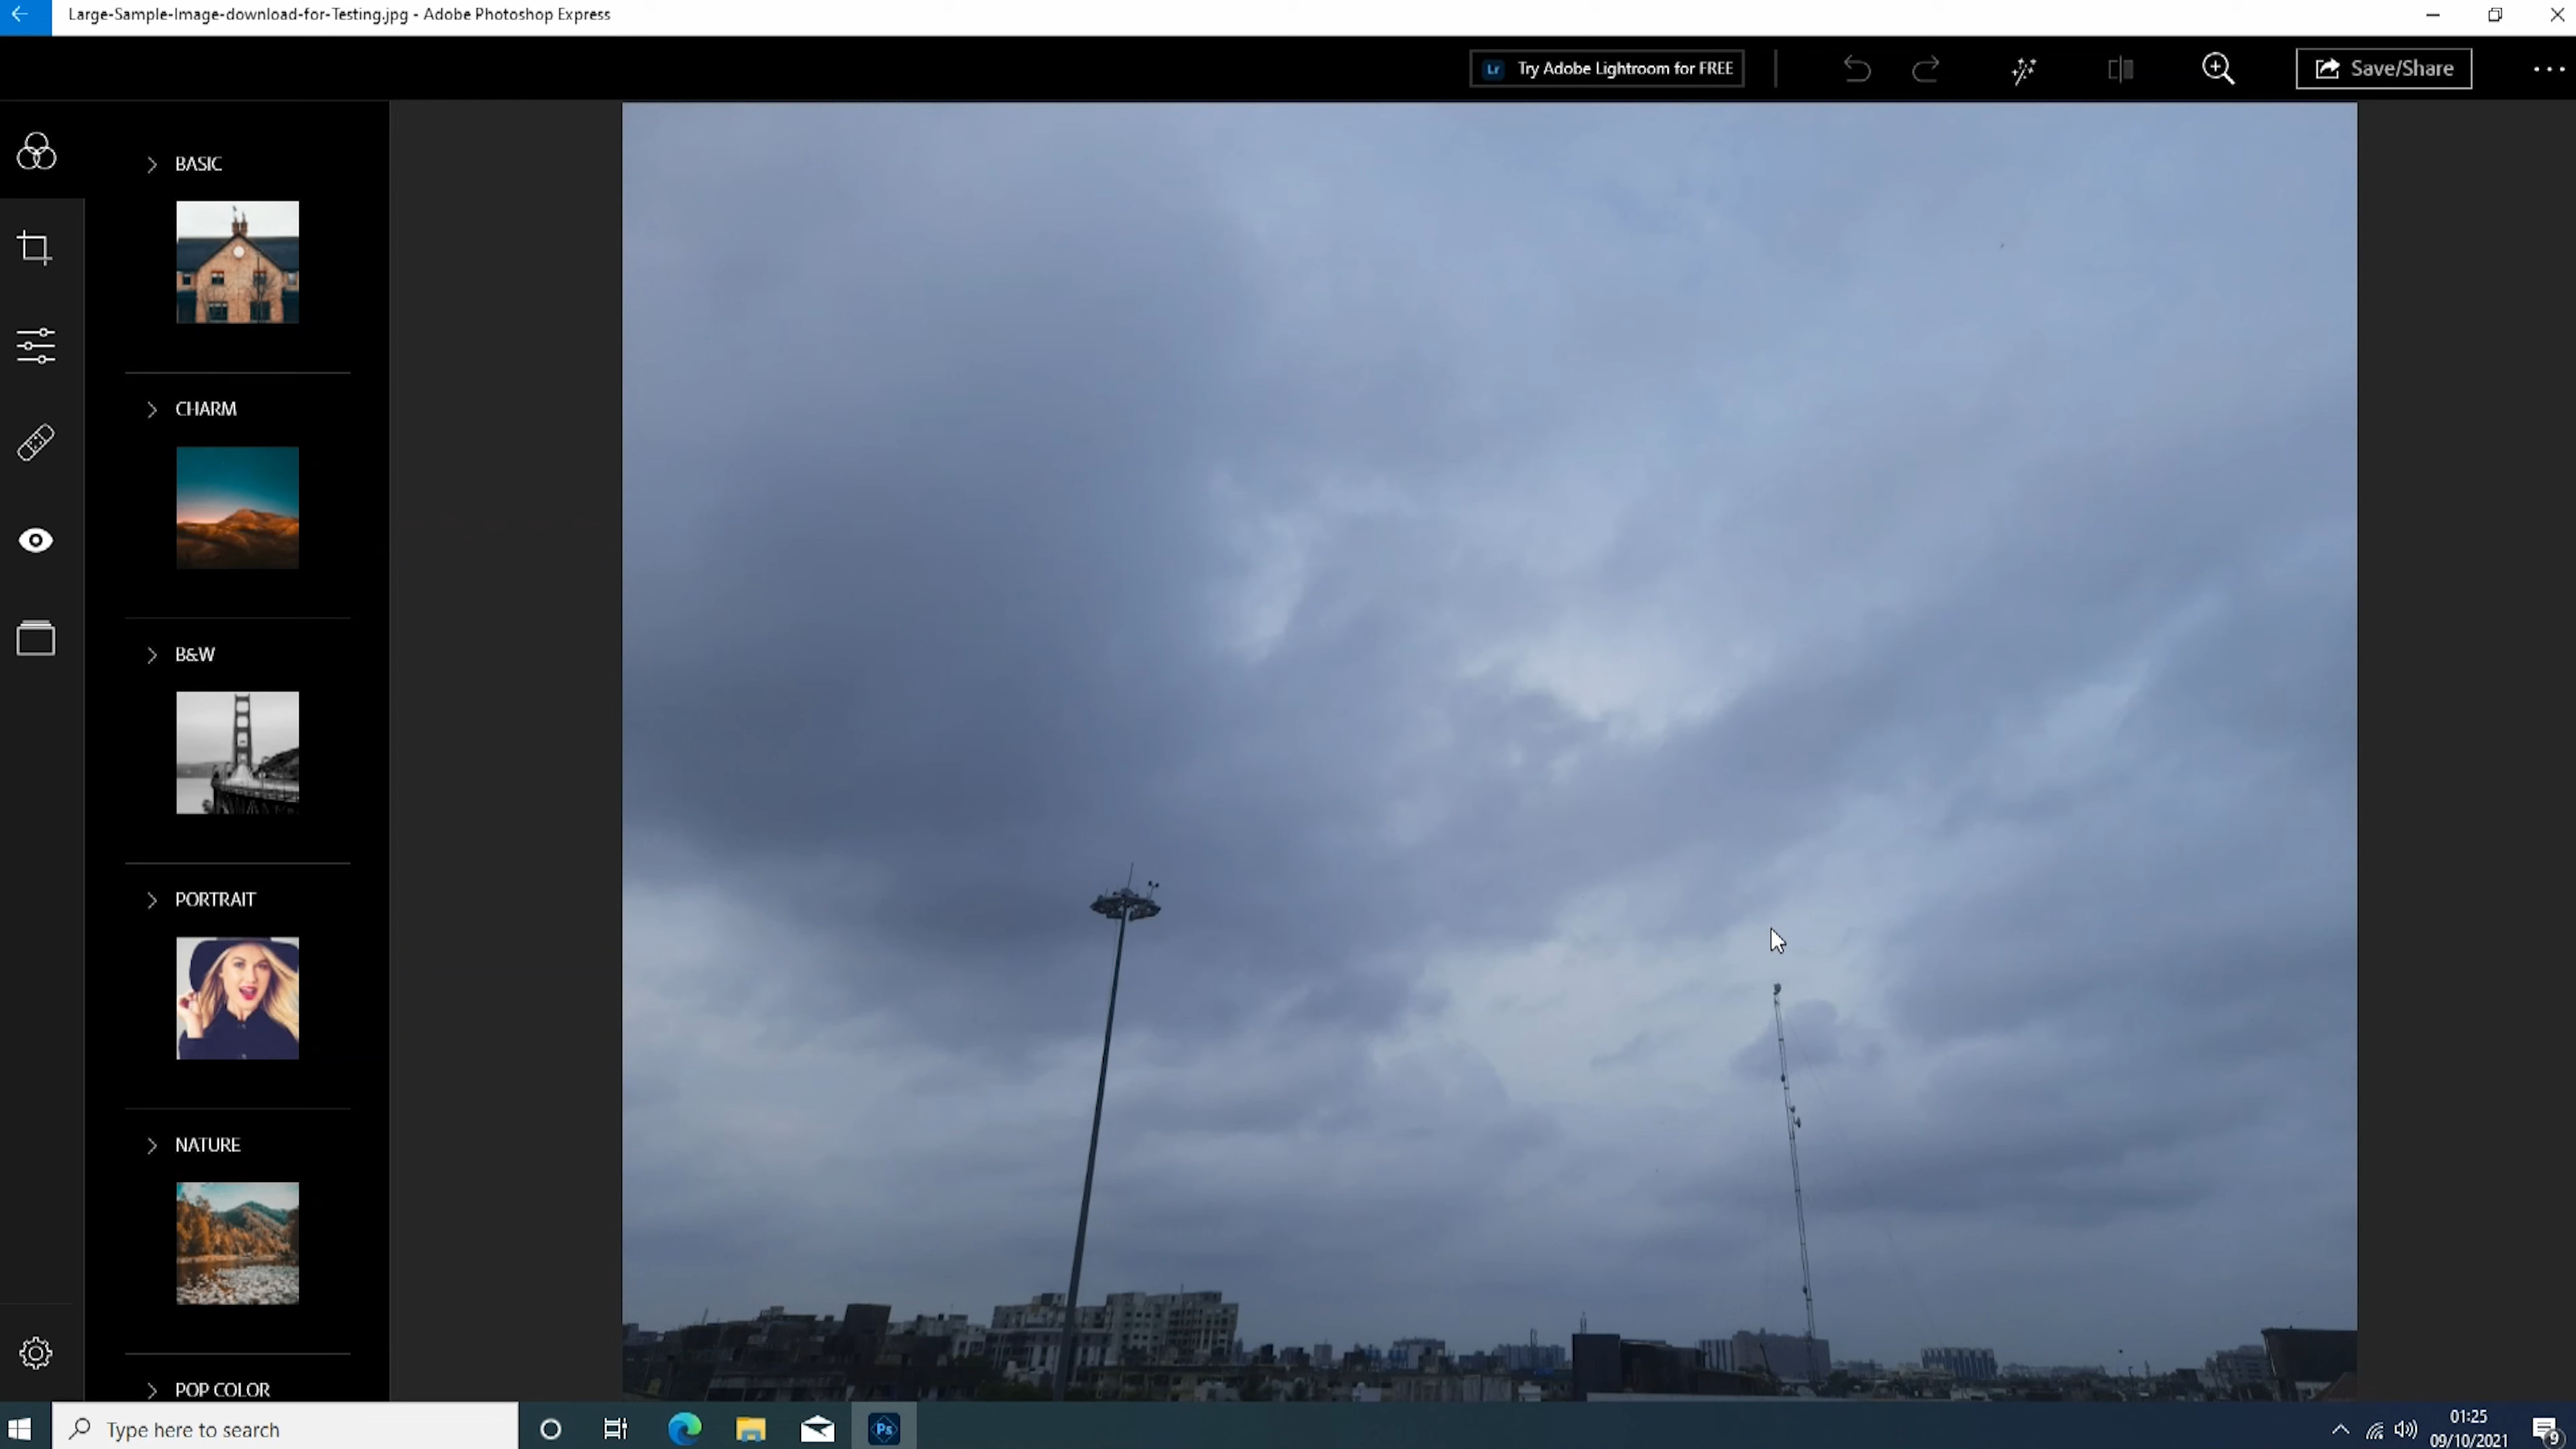 Large-Sample-Image-download-for-Testing.jpg - Adobe Photoshop Express
Lr Try Adobe Lightroom for FREE
Save/Share
BASIC
CHARM
B&W
PORTRAIT
NATURE
POP COLOR
Type here to search
Ps
01:25
09/10/2021
9